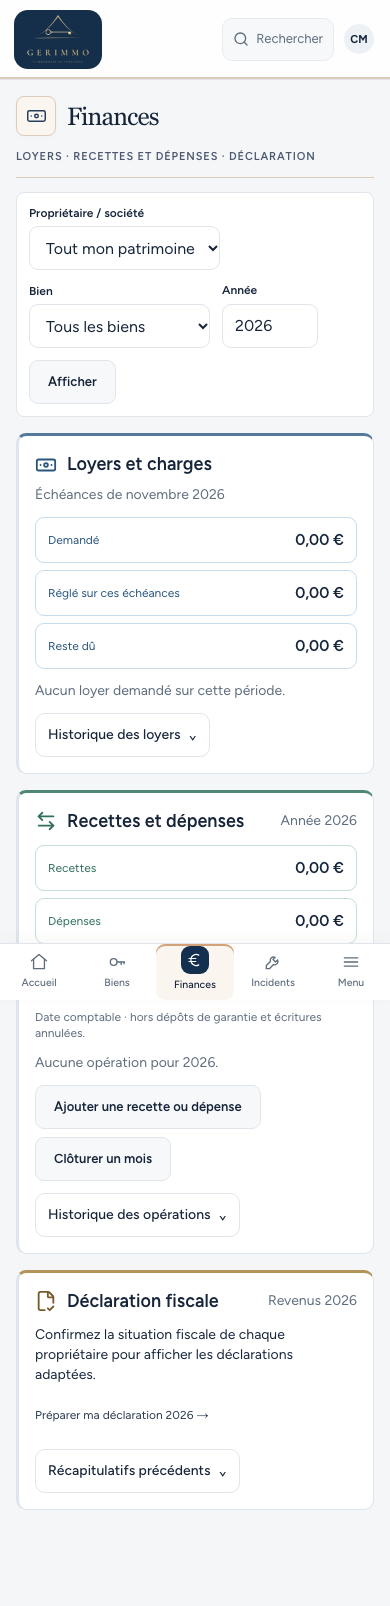 GERIMMO
Rechercher
CM
Finances
LOYERS · RECETTES ET DÉPENSES · DÉCLARATION
Propriétaire / société
Tout mon patrimoine
Bien
Année
Tous les biens
2026
Afficher
Loyers et charges
Échéances de novembre 2026
Demandé 0,00 €
Réglé sur ces échéances 0,00 €
Reste dû 0,00 €
Aucun loyer demandé sur cette période.
Historique des loyers
Recettes et dépenses Année 2026
Recettes 0,00 €
Dépenses 0,00 €
Accueil
Biens
€
Finances
Incidents
Menu
Date comptable · hors dépôts de garantie et écritures
annulées.
Aucune opération pour 2026.
Ajouter une recette ou dépense
Clôturer un mois
Historique des opérations
Déclaration fiscale Revenus 2026
Confirmez la situation fiscale de chaque
propriétaire pour afficher les déclarations
adaptées.
Préparer ma déclaration 2026 →
Récapitulatifs précédents